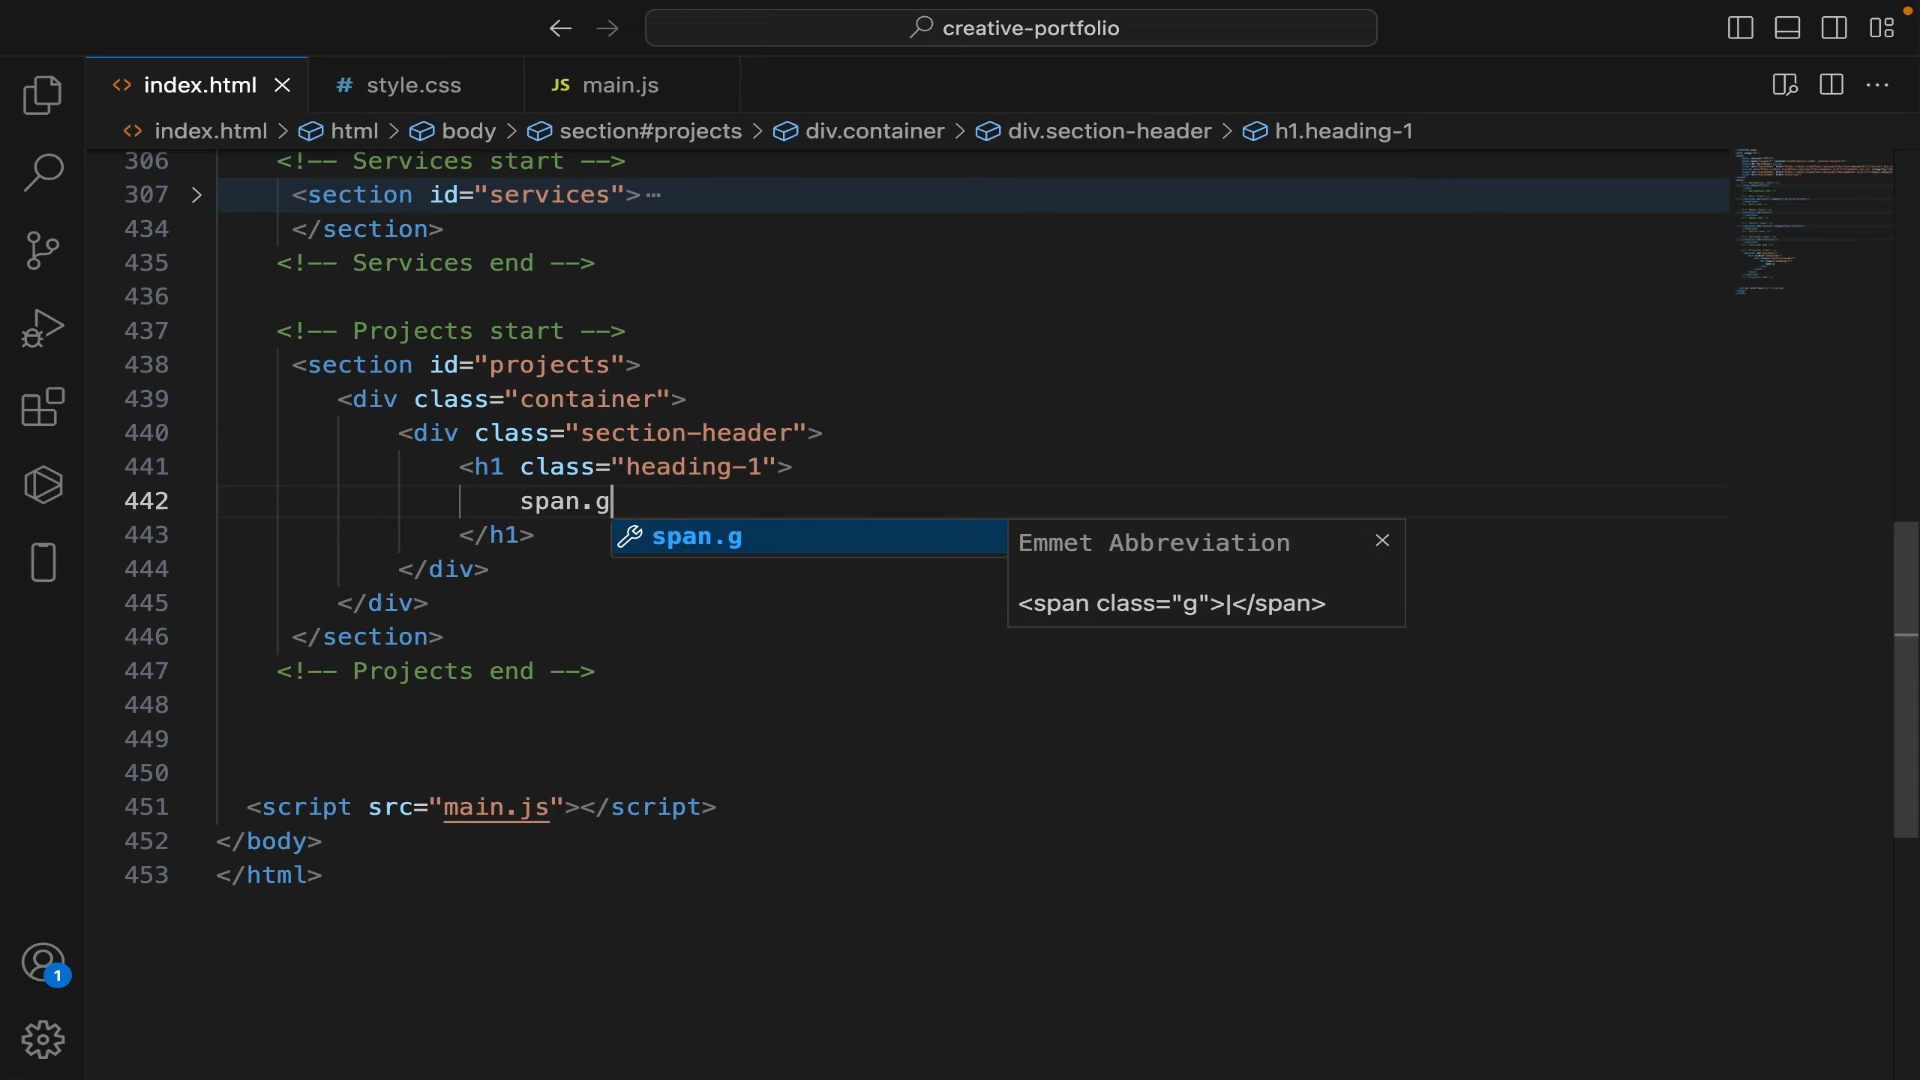 creative-portfolio
index.html
# style.css
JS main.js
index.html > html > body > section#projects > div.container > div.section-header > h1.heading-1
306 <!-- Services start -->
307 <section id="services">⋯
434 </section>
435 <!-- Services end -->
436
437 <!-- Projects start -->
438 <section id="projects">
439 <div class="container">
440 <div class="section-header">
441 <h1 class="heading-1">
442 span.g
443 </h1>
span.g
Emmet Abbreviation
<span class="g">|</span>
444 </div>
445 </div>
446 </section>
447 <!-- Projects end -->
448
449
450
451 <script src="main.js"></script>
452 </body>
453 </html>
1